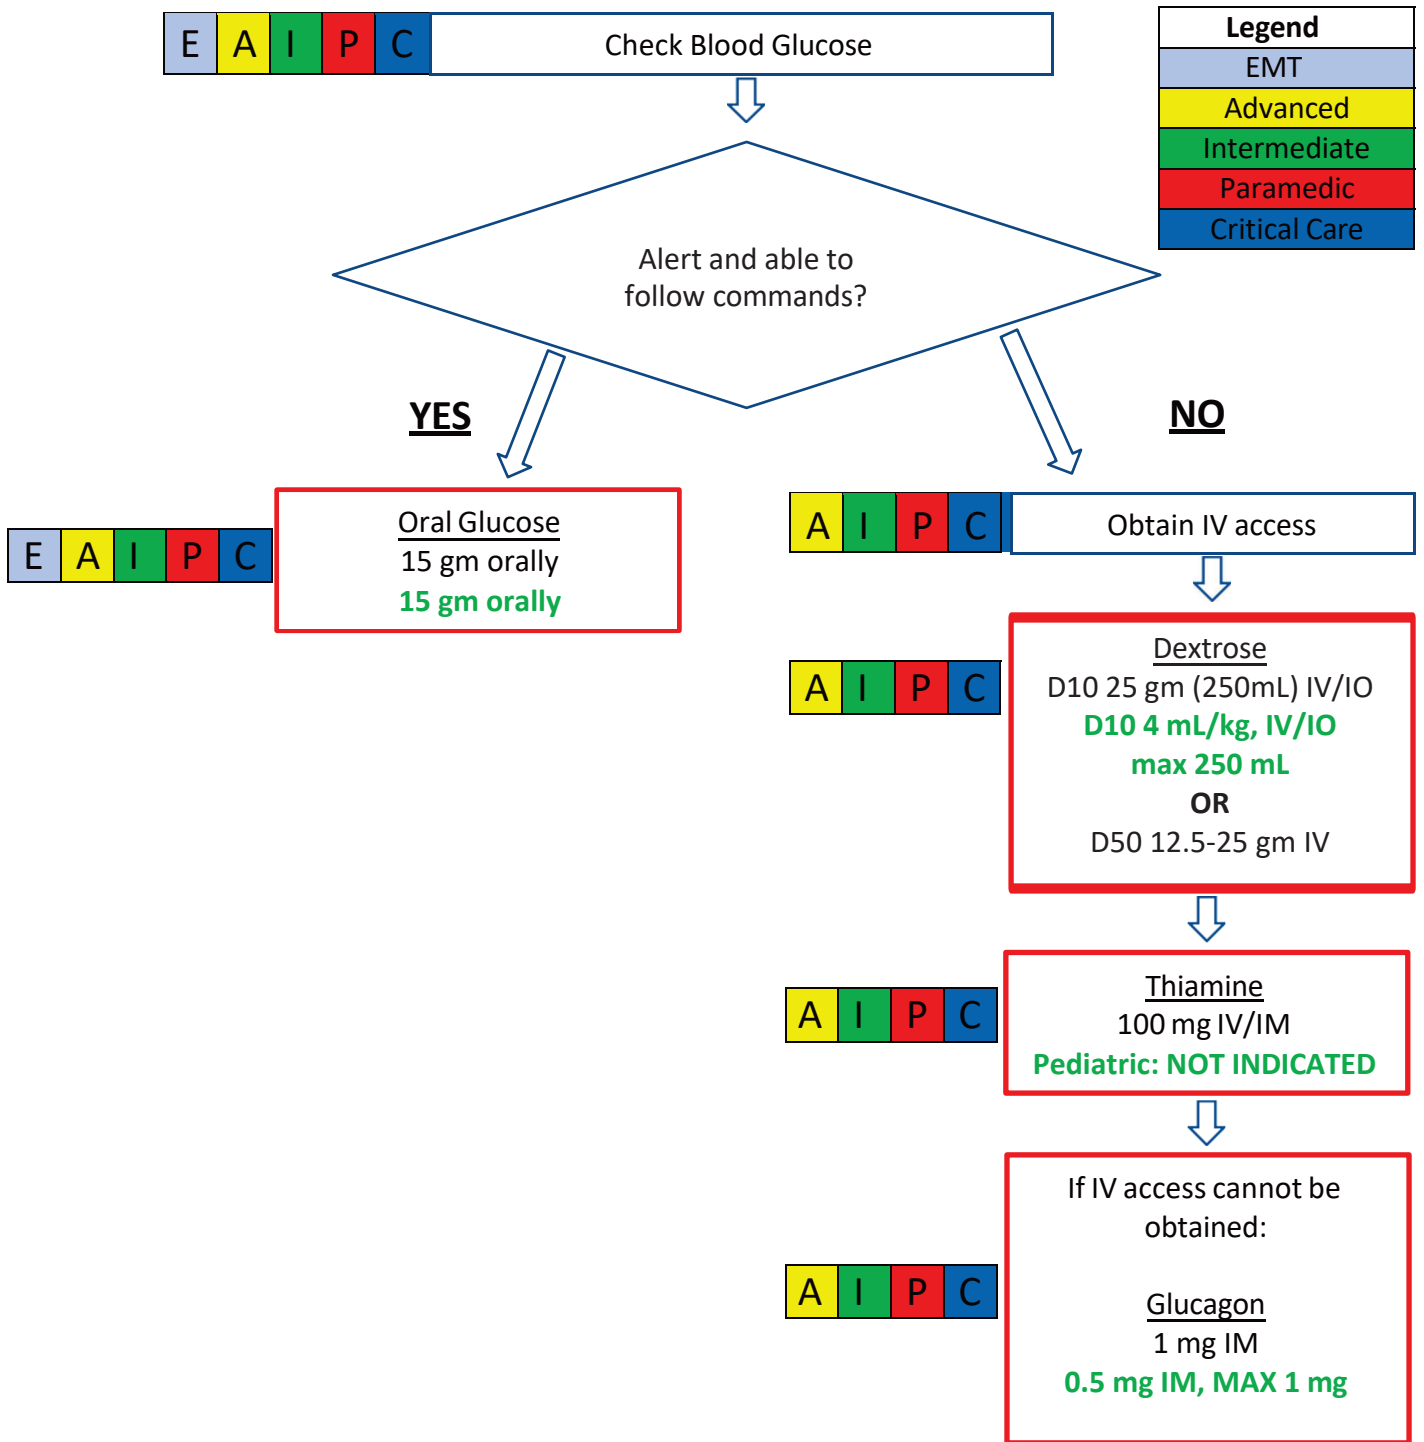 E A I P C Check Blood Glucose
Legend
EMT
Advanced
Intermediate
Paramedic
Critical Care
Alert and able to
follow commands?
YES
NO
E A I P C
Oral Glucose
15 gm orally
15 gm orally
A I P C Obtain IV access
A I P C
Dextrose
D10 25 gm (250mL) IV/IO
D10 4 mL/kg, IV/IO
max 250 mL
OR
D50 12.5-25 gm IV
A I P C
Thiamine
100 mg IV/IM
Pediatric: NOT INDICATED
A I P C
If IV access cannot be
obtained:
Glucagon
1 mg IM
0.5 mg IM, MAX 1 mg